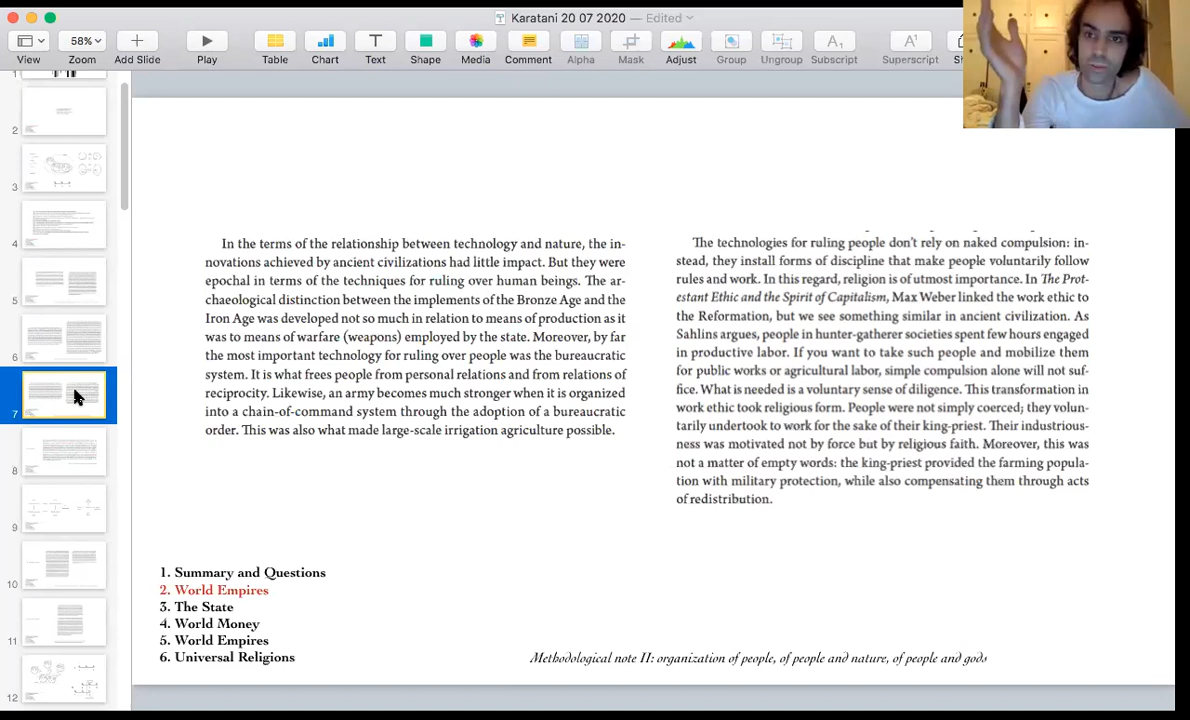 Karatani 20 07 2020 — Edited
58%
View
Zoom
Add Slide
Play
Table
Chart
Text
Shape
Media
Comment
Alpha
Mask
Adjust
Group
Ungroup
Subscript
Superscript
1
2
3
4
5
6
7
8
9
10
11
12
In the terms of the relationship between technology and nature, the in-
novations achieved by ancient civilizations had little impact. But they were
epochal in terms of the techniques for ruling over human beings. The ar-
chaeological distinction between the implements of the Bronze Age and the
Iron Age was developed not so much in relation to means of production as it
was to means of warfare (weapons) employed by the state. Moreover, by far
the most important technology for ruling over people was the bureaucratic
system. It is what frees people from personal relations and from relations of
reciprocity. Likewise, an army becomes much stronger when it is organized
into a chain-of-command system through the adoption of a bureaucratic
order. This was also what made large-scale irrigation agriculture possible.
The technologies for ruling people don't rely on naked compulsion: in-
stead, they install forms of discipline that make people voluntarily follow
rules and work. In this regard, religion is of utmost importance. In The Prot-
estant Ethic and the Spirit of Capitalism, Max Weber linked the work ethic to
the Reformation, but we see something similar in ancient civilization. As
Sahlins argues, people in hunter-gatherer societies spent few hours engaged
in productive labor. If you want to take such people and mobilize them
for public works or agricultural labor, simple compulsion alone will not suf-
fice. What is needed is a voluntary sense of diligence. This transformation in
work ethic took religious form. People were not simply coerced; they volun-
tarily undertook to work for the sake of their king-priest. Their industrious-
ness was motivated not by force but by religious faith. Moreover, this was
not a matter of empty words: the king-priest provided the farming popula-
tion with military protection, while also compensating them through acts
of redistribution.
1. Summary and Questions
2. World Empires
3. The State
4. World Money
5. World Empires
6. Universal Religions
Methodological note II: organization of people, of people and nature, of people and gods